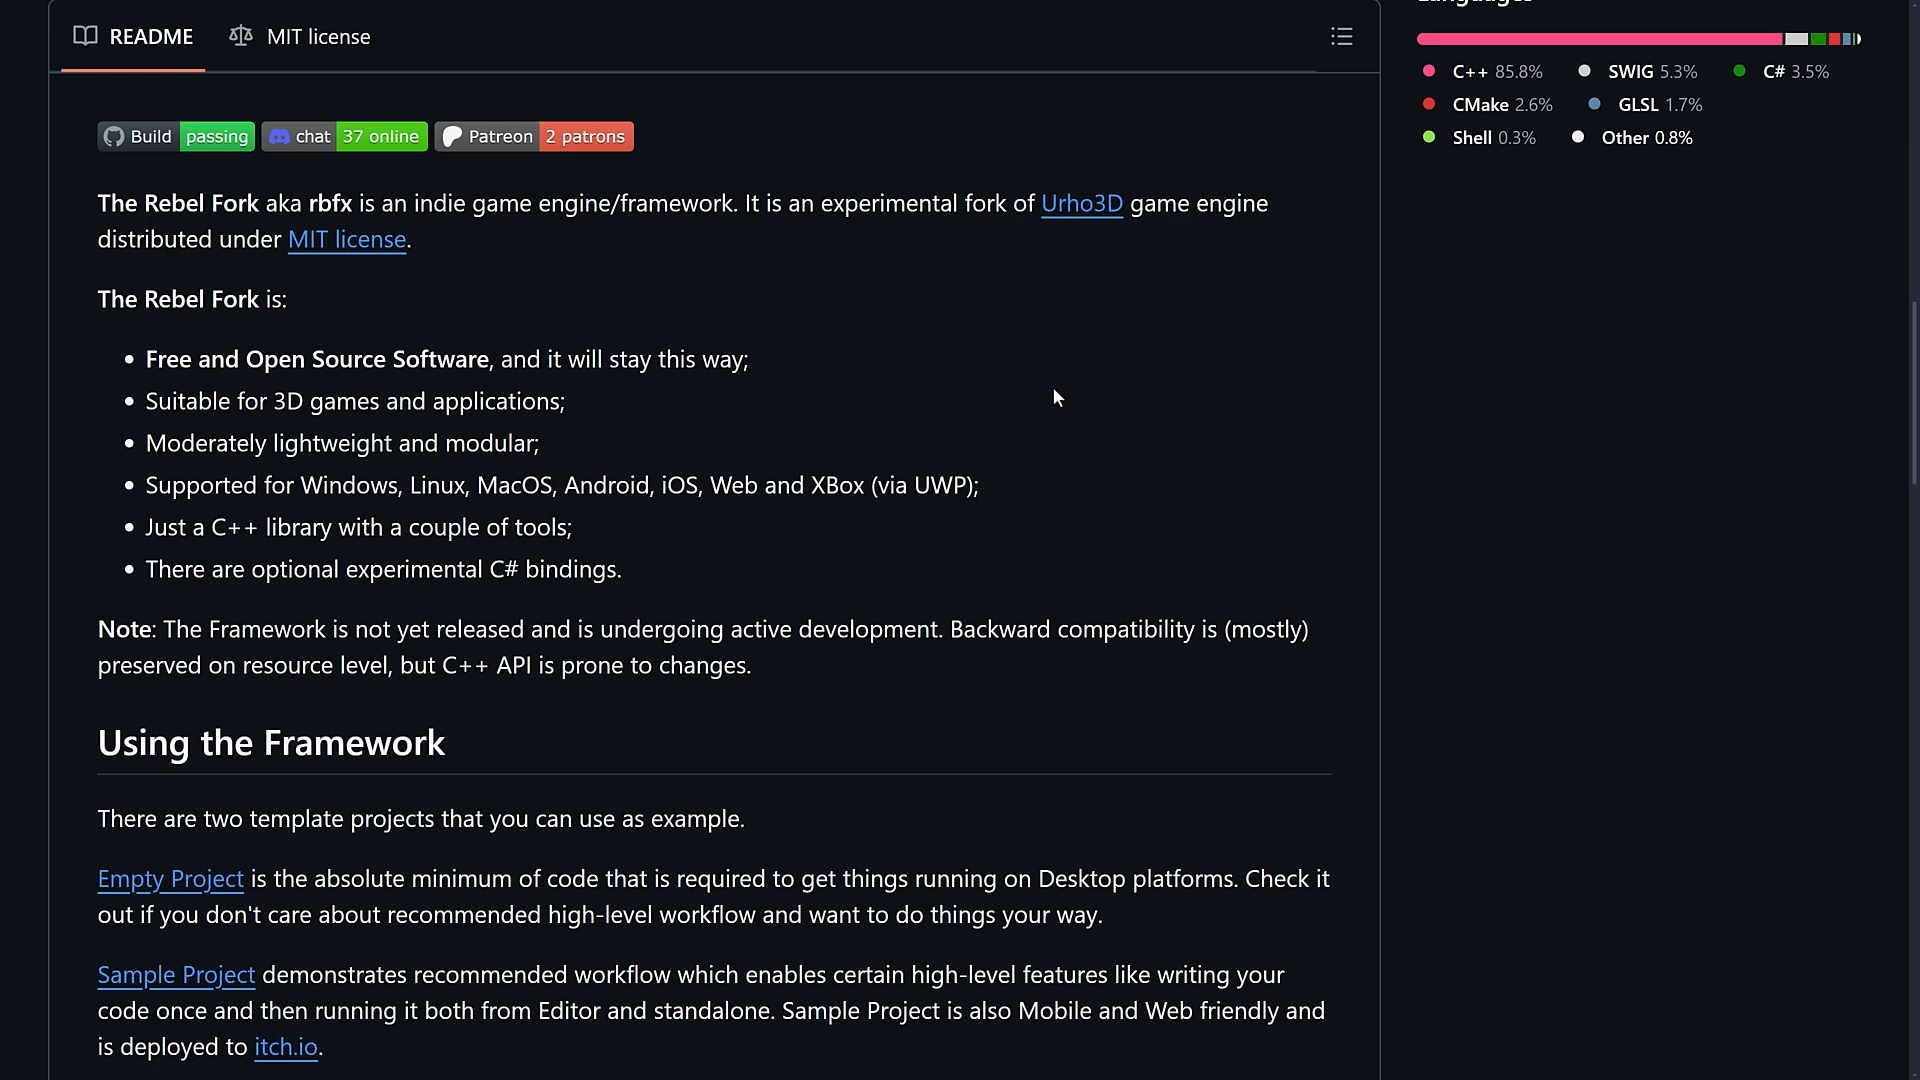 README
MIT license
Build passing
chat 37 online
Patreon 2 patrons
The Rebel Fork aka rbfx is an indie game engine/framework. It is an experimental fork of Urho3D game engine
distributed under MIT license.
The Rebel Fork is:
Free and Open Source Software, and it will stay this way;
Suitable for 3D games and applications;
Moderately lightweight and modular;
Supported for Windows, Linux, MacOS, Android, iOS, Web and XBox (via UWP);
Just a C++ library with a couple of tools;
There are optional experimental C# bindings.
Note: The Framework is not yet released and is undergoing active development. Backward compatibility is (mostly)
preserved on resource level, but C++ API is prone to changes.
Using the Framework
There are two template projects that you can use as example.
Empty Project is the absolute minimum of code that is required to get things running on Desktop platforms. Check it
out if you don't care about recommended high-level workflow and want to do things your way.
Sample Project demonstrates recommended workflow which enables certain high-level features like writing your
code once and then running it both from Editor and standalone. Sample Project is also Mobile and Web friendly and
is deployed to itch.io.
Languages
C++ 85.8%
SWIG 5.3%
C# 3.5%
CMake 2.6%
GLSL 1.7%
Shell 0.3%
Other 0.8%